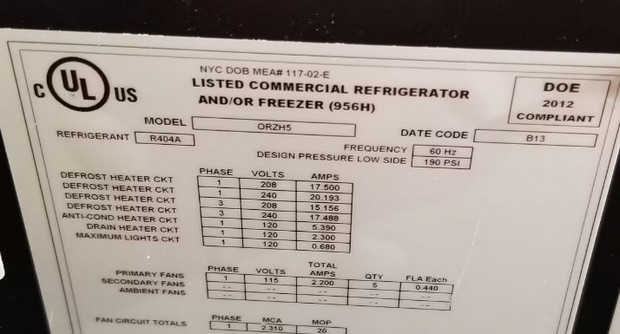 NYC DOB MEA# 117-02-E
C UL US
LISTED COMMERCIAL REFRIGERATOR
AND/OR FREEZER (956H)
DOE
2012
COMPLIANT
MODEL ORZH5 DATE CODE B13
REFRIGERANT R404A FREQUENCY 60 Hz
DESIGN PRESSURE LOW SIDE 190 PSI
PHASE VOLTS AMPS
DEFROST HEATER CKT 1 208 17.500
DEFROST HEATER CKT 1 240 20.193
DEFROST HEATER CKT 3 208 15.156
DEFROST HEATER CKT 3 240 17.488
ANTI-COND HEATER CKT 1 120 5.390
DRAIN HEATER CKT 1 120 2.300
MAXIMUM LIGHTS CKT 1 120 0.680
PHASE VOLTS TOTAL AMPS QTY FLA Each
PRIMARY FANS 1 115 2.200 5 0.440
SECONDARY FANS -- -- -- -- --
AMBIENT FANS -- -- -- -- --
PHASE MCA MOP
FAN CIRCUIT TOTALS 1 2.310 20